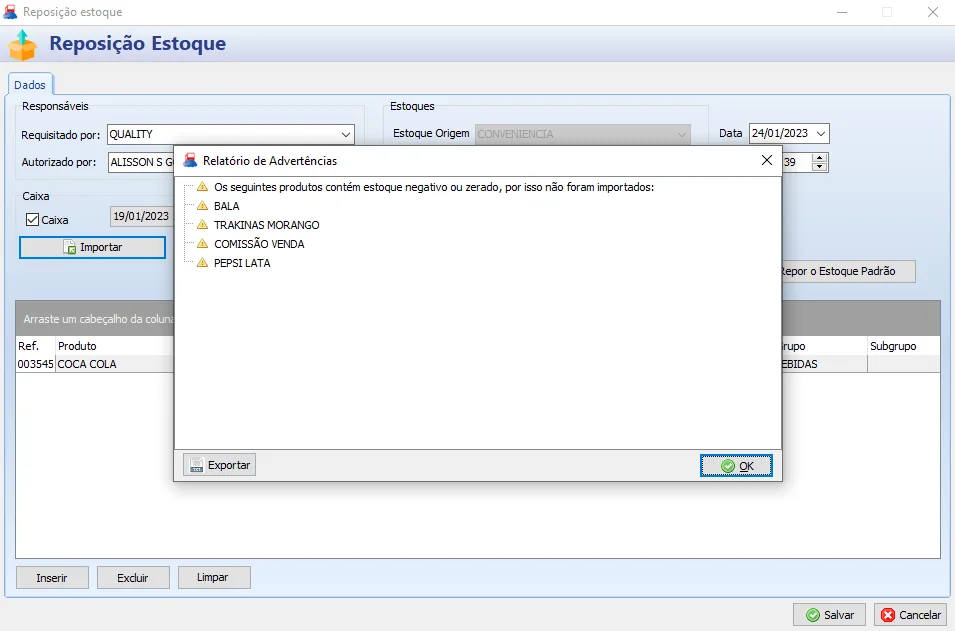 Reposição estoque
Reposição Estoque
Dados
Responsáveis
Estoques
Requisitado por: QUALITY
Estoque Origem CONVENIENCIA
Data 24/01/2023
Autorizado por: ALISSON S G
39
Caixa
Caixa 19/01/2023
Importar
Repor o Estoque Padrão
Relatório de Advertências
Os seguintes produtos contém estoque negativo ou zerado, por isso não foram importados:
BALA
TRAKINAS MORANGO
COMISSÃO VENDA
PEPSI LATA
Exportar
OK
Arraste um cabeçalho da coluna
Ref. Produto rupo Subgrupo
003545 COCA COLA EBIDAS
Inserir Excluir Limpar
Salvar Cancelar